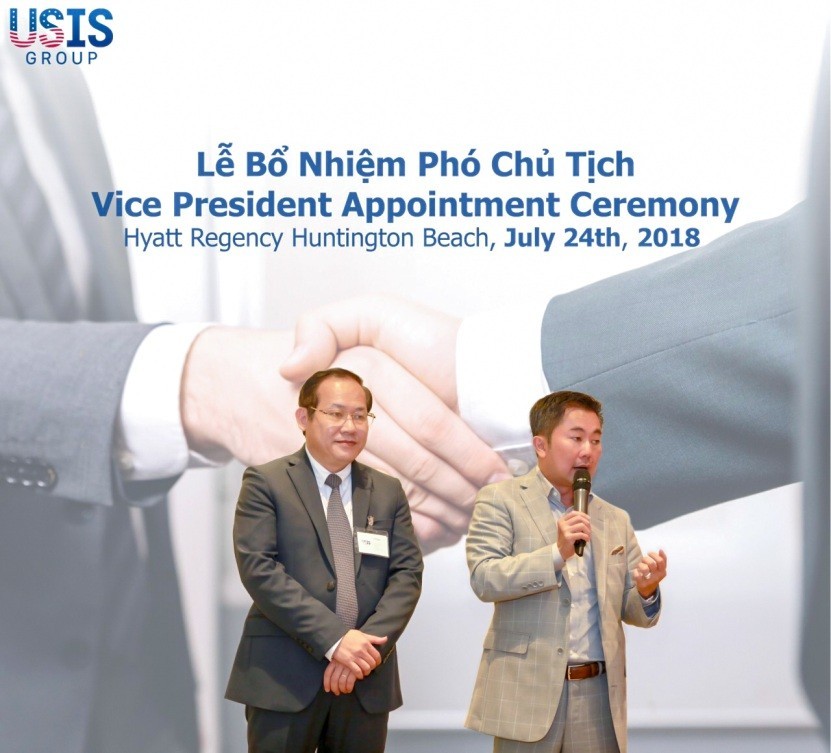 USIS
GROUP
Lễ Bổ Nhiệm Phó Chủ Tịch
Vice President Appointment Ceremony
Hyatt Regency Huntington Beach, July 24th, 2018